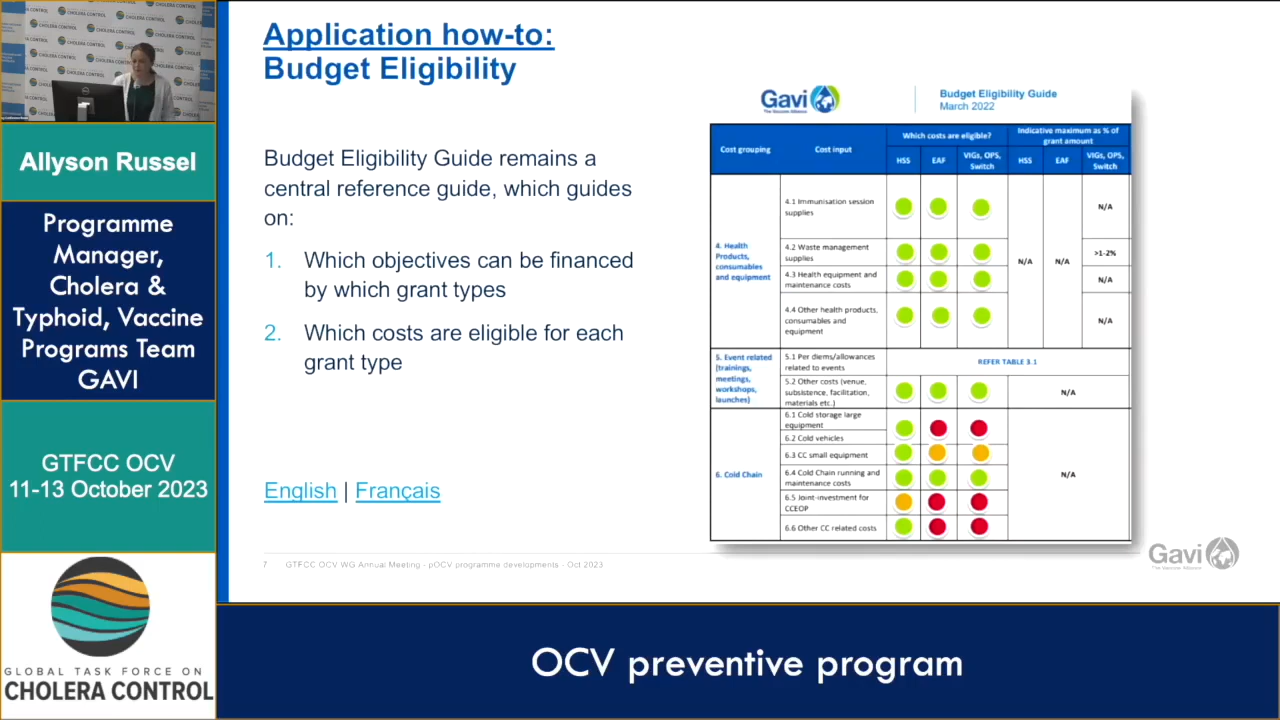 CHOLERA CONTROL
Allyson Russel
Programme
Manager,
Cholera &
Typhoid, Vaccine
Programs Team
GAVI
GTFCC OCV
11-13 October 2023
GLOBAL TASK FORCE ON
CHOLERA CONTROL
Application how-to:
Budget Eligibility
Budget Eligibility Guide remains a
central reference guide, which guides
on:
1. Which objectives can be financed
by which grant types
2. Which costs are eligible for each
grant type
English | Français
Gavi
The Vaccine Alliance
Budget Eligibility Guide
March 2022
Cost grouping
Cost input
Which costs are eligible?
Indicative maximum as % of
grant amount
HSS
EAF
VIGs, OPS,
Switch
HSS
EAF
VIGs, OPS,
Switch
4. Health
Products,
consumables
and equipment
4.1 Immunisation session
supplies
N/A
4.2 Waste management
supplies
>1-2%
4.3 Health equipment and
maintenance costs
N/A
N/A
N/A
4.4 Other health products,
consumables and
equipment
N/A
5. Event related
(trainings,
meetings,
workshops,
launches)
5.1 Per diems/allowances
related to events
REFER TABLE 3.1
5.2 Other costs (venue,
subsistence, facilitation,
materials etc.)
N/A
6. Cold Chain
6.1 Cold storage large
equipment
6.2 Cold vehicles
6.3 CC small equipment
6.4 Cold Chain running and
maintenance costs
6.5 Joint-investment for
CCEOP
6.6 Other CC related costs
N/A
7 GTFCC OCV WG Annual Meeting - pOCV programme developments - Oct 2023
Gavi
The Vaccine Alliance
OCV preventive program